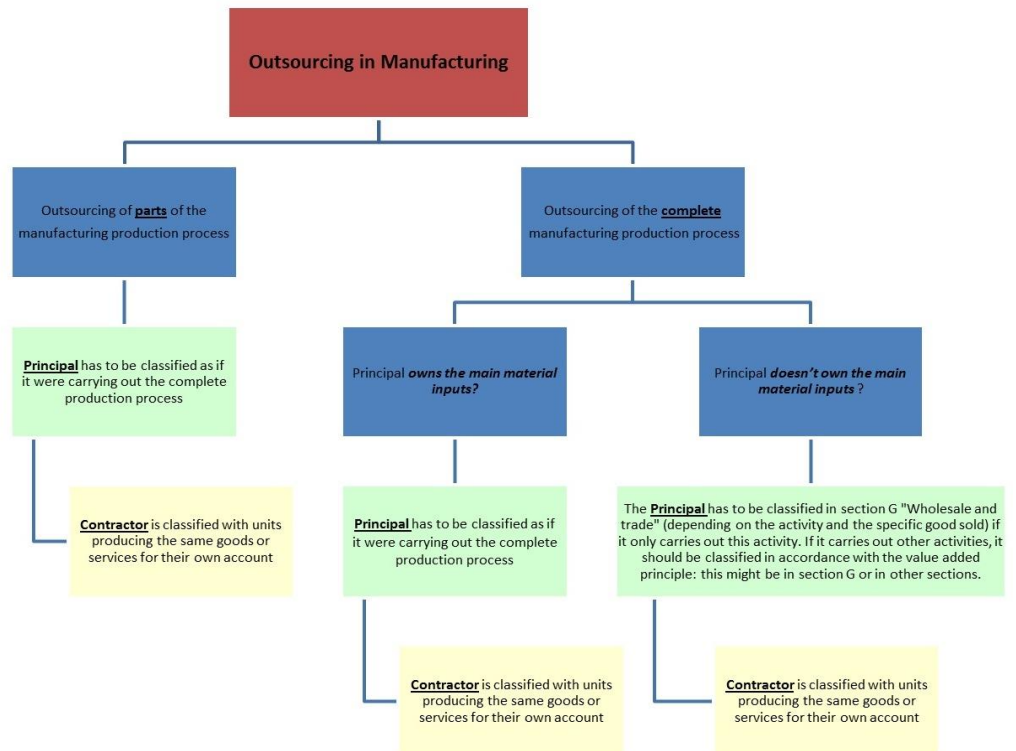 Outsourcing in Manufacturing
Outsourcing of parts of the
manufacturing production process
Outsourcing of the complete
manufacturing production process
Principal has to be classified as if
it were carrying out the complete
production process
Principal owns the main material
inputs?
Principal doesn't own the main
material inputs ?
Contractor is classified with units
producing the same goods or
services for their own account
Principal has to be classified as if
it were carrying out the complete
production process
The Principal has to be classified in section G "Wholesale and
trade" (depending on the activity and the specific good sold) if
it only carries out this activity. If it carries out other activities, it
should be classified in accordance with the value added
principle: this might be in section G or in other sections.
Contractor is classified with units
producing the same goods or
services for their own account
Contractor is classified with units
producing the same goods or
services for their own account